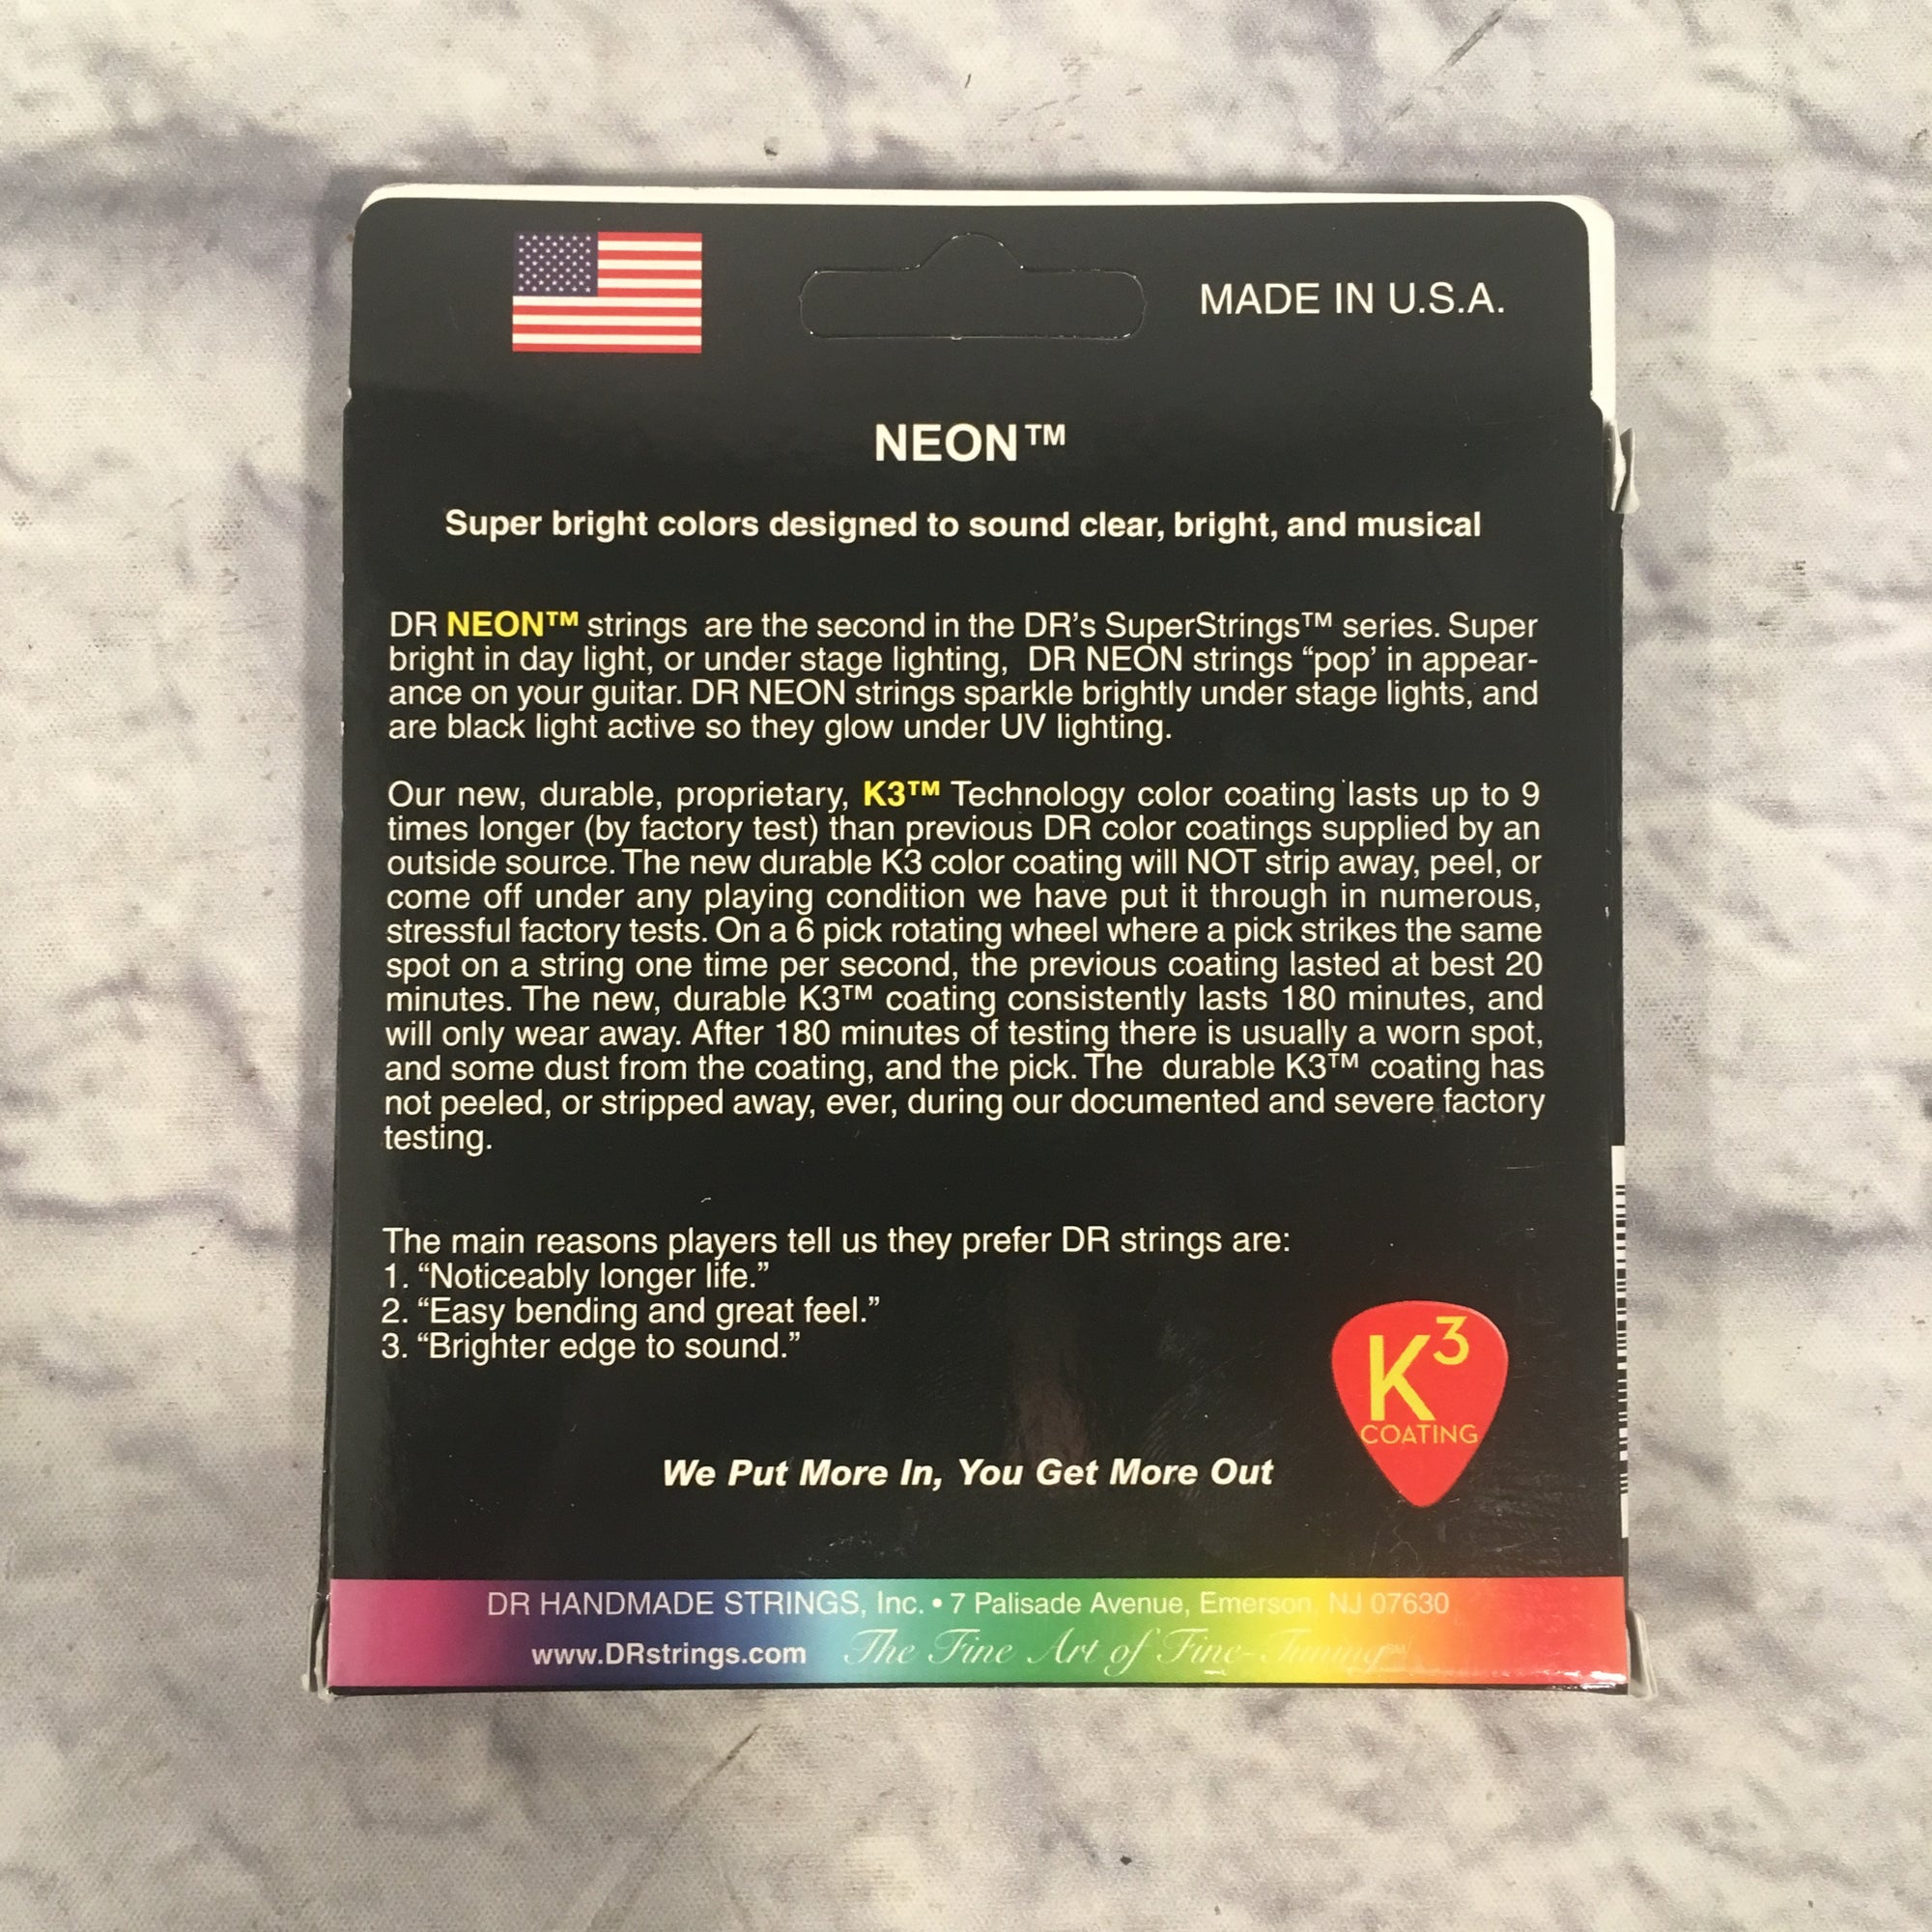 MADE IN U.S.A.
NEON™
Super bright colors designed to sound clear, bright, and musical
DR NEON™ strings are the second in the DR's SuperStrings™ series. Super
bright in day light, or under stage lighting, DR NEON strings “pop’ in appear-
ance on your guitar. DR NEON strings sparkle brightly under stage lights, and
are black light active so they glow under UV lighting.
Our new, durable, proprietary, K3™ Technology color coating lasts up to 9
times longer (by factory test) than previous DR color coatings supplied by an
outside source. The new durable K3 color coating will NOT strip away, peel, or
come off under any playing condition we have put it through in numerous,
stressful factory tests. On a 6 pick rotating wheel where a pick strikes the same
spot on a string one time per second, the previous coating lasted at best 20
minutes. The new, durable K3™ coating consistently lasts 180 minutes, and
will only wear away. After 180 minutes of testing there is usually a worn spot,
and some dust from the coating, and the pick. The durable K3™ coating has
not peeled, or stripped away, ever, during our documented and severe factory
testing.
The main reasons players tell us they prefer DR strings are:
1. “Noticeably longer life.”
2. “Easy bending and great feel.”
3. “Brighter edge to sound.”
K3
COATING
We Put More In, You Get More Out
DR HANDMADE STRINGS, Inc. • 7 Palisade Avenue, Emerson, NJ 07630
www.DRstrings.com The Fine Art of Fine-Tuning℠